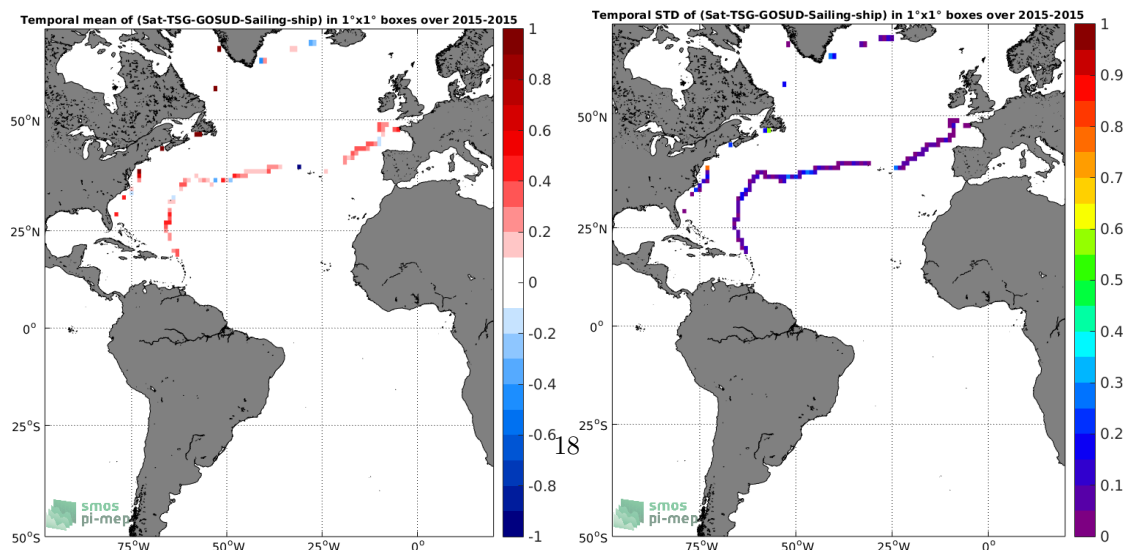 Temporal mean of (Sat-TSG-GOSUD-Sailing-ship) in 1°x1° boxes over 2015-2015
50°N
25°N
0°
25°S
50°S
75°W
50°W
25°W
0°
1
0.8
0.6
0.4
0.2
0
-0.2
-0.4
-0.6
-0.8
-1
smos
pi-mep
18
Temporal STD of (Sat-TSG-GOSUD-Sailing-ship) in 1°x1° boxes over 2015-2015
50°N
25°N
0°
25°S
50°S
75°W
50°W
25°W
0°
1
0.9
0.8
0.7
0.6
0.5
0.4
0.3
0.2
0.1
0
smos
pi-mep